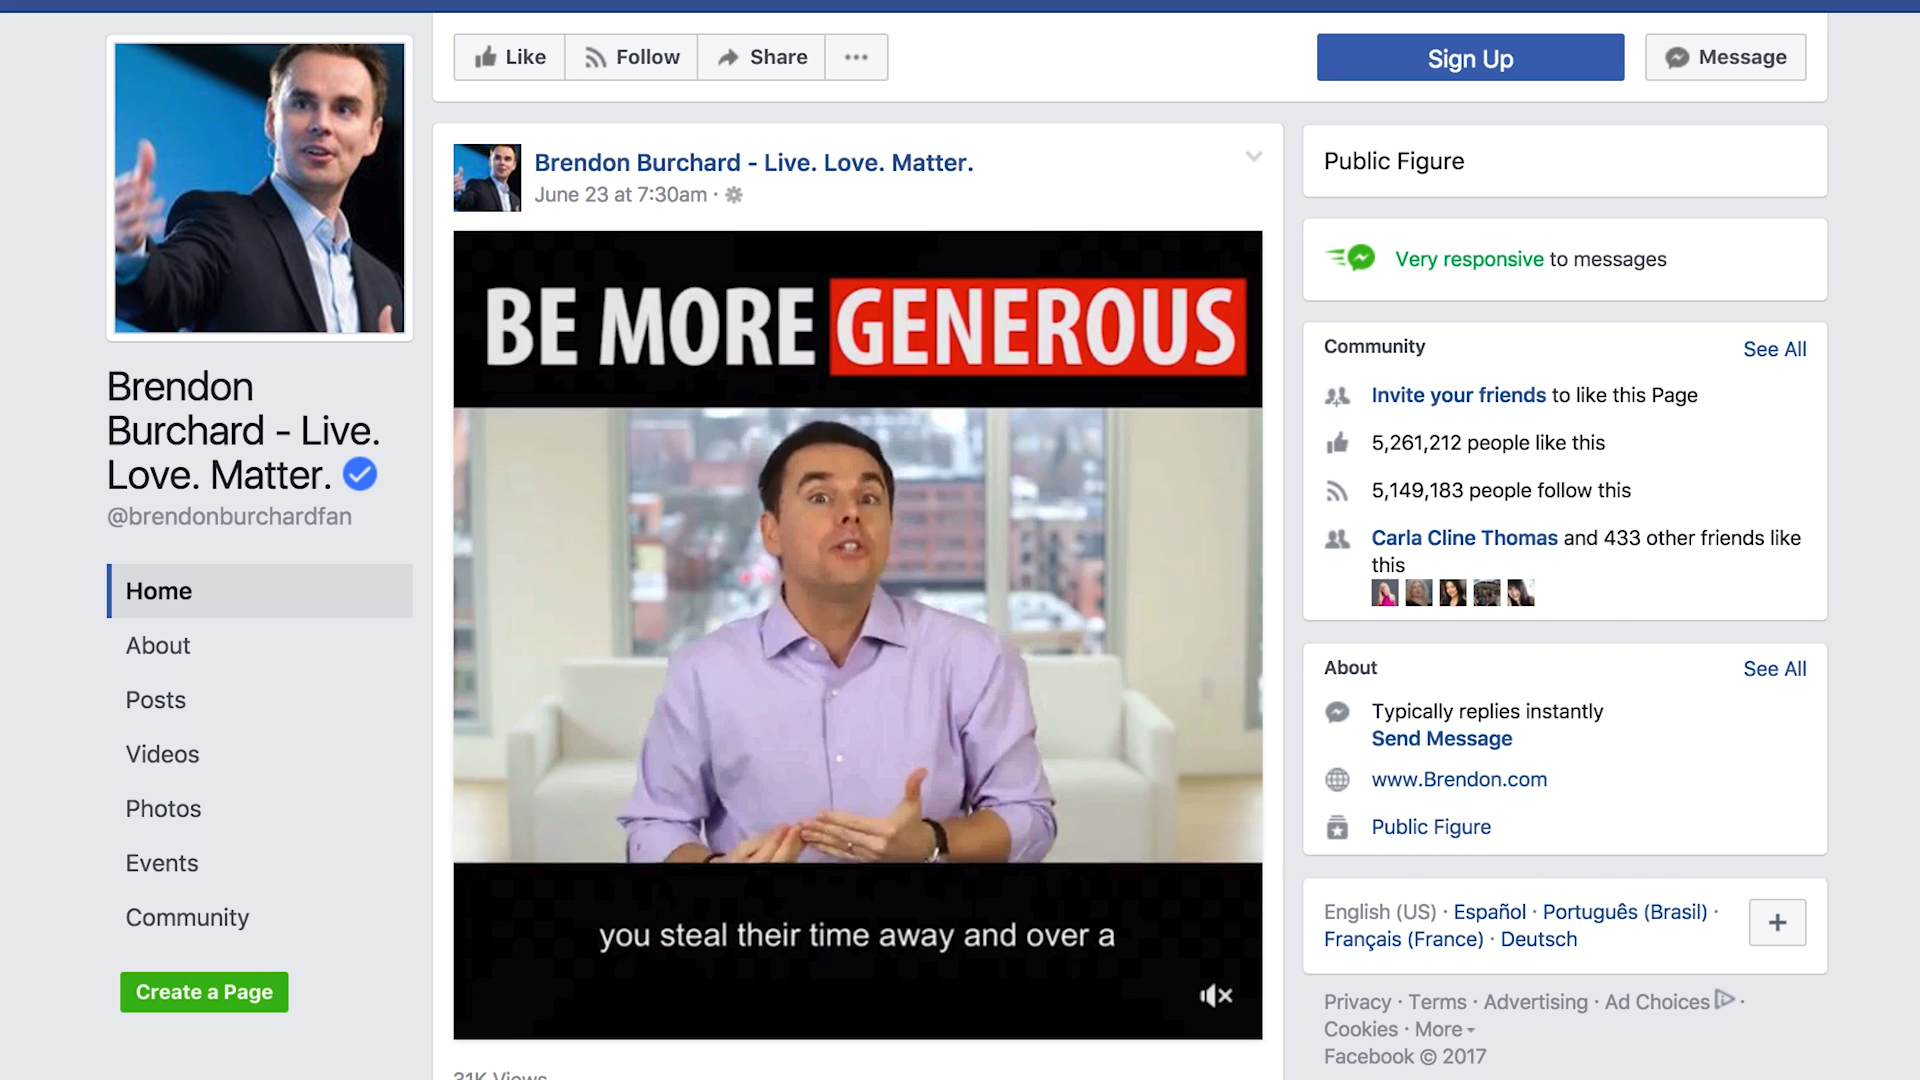 Like
Follow
Share
Sign Up
Message
Brendon
Burchard - Live.
Love. Matter.
@brendonburchardfan
Home
About
Posts
Videos
Photos
Events
Community
Create a Page
Brendon Burchard - Live. Love. Matter.
June 23 at 7:30am ·
BE MORE GENEROUS
you steal their time away and over a
31K Views
Public Figure
Very responsive to messages
Community
See All
Invite your friends to like this Page
5,261,212 people like this
5,149,183 people follow this
Carla Cline Thomas and 433 other friends like
this
About
See All
Typically replies instantly
Send Message
www.Brendon.com
Public Figure
English (US) · Español · Português (Brasil) ·
Français (France) · Deutsch
Privacy · Terms · Advertising · Ad Choices ·
Cookies · More
Facebook © 2017